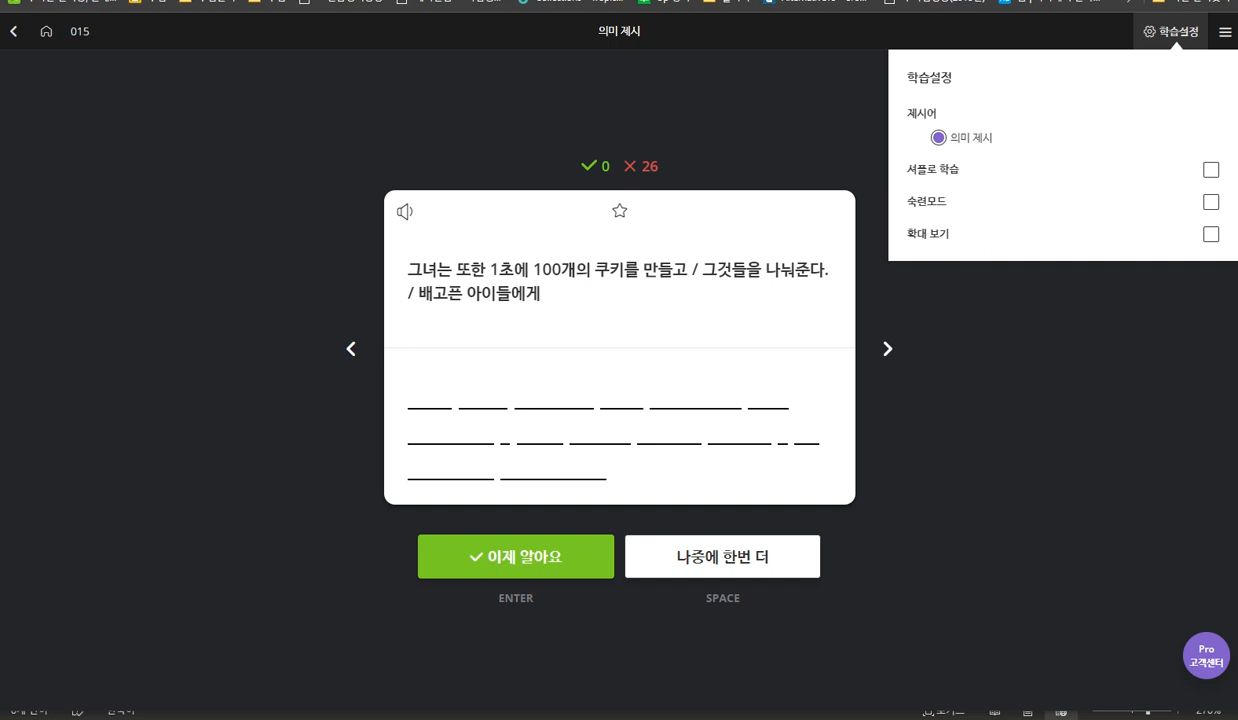 015
의미 제시
학습설정
학습설정
제시어
의미 제시
셔플로 학습
숙련모드
확대 보기
0 26
그녀는 또한 1초에 100개의 쿠키를 만들고 / 그것들을 나눠준다.
/ 배고픈 아이들에게
이제 알아요
나중에 한번 더
ENTER
SPACE
Pro
고객센터